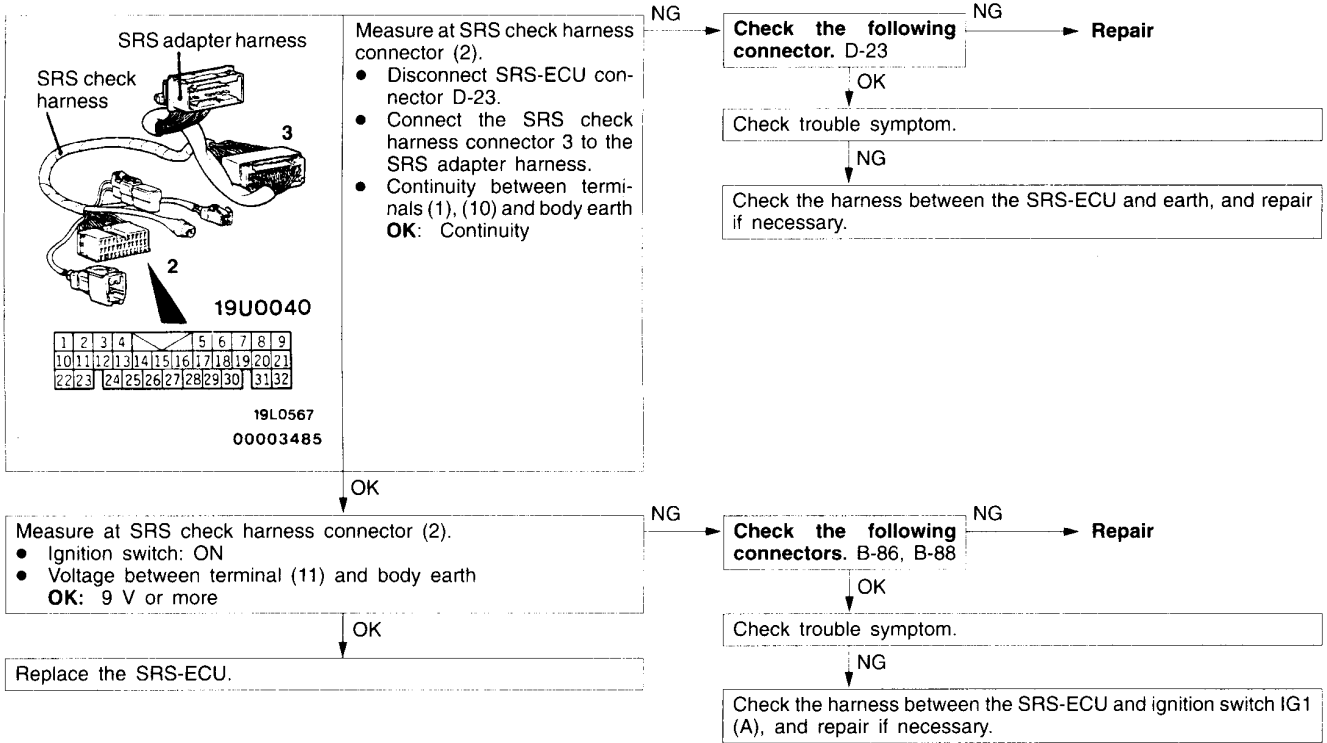 SRS adapter harness
SRS check
harness
3
2
19U0040
1 2 3 4 5 6 7 8 9
10 11 12 13 14 15 16 17 18 19 20 21
22 23 24 25 26 27 28 29 30 31 32
19L0567
00003485
Measure at SRS check harness
connector (2).
● Disconnect SRS-ECU con-
nector D-23.
● Connect the SRS check
harness connector 3 to the
SRS adapter harness.
● Continuity between termi-
nals (1), (10) and body earth
OK: Continuity
NG
Check the following
connector. D-23
NG
Repair
OK
Check trouble symptom.
NG
Check the harness between the SRS-ECU and earth, and repair
if necessary.
OK
Measure at SRS check harness connector (2).
● Ignition switch: ON
● Voltage between terminal (11) and body earth
OK: 9 V or more
NG
Check the following
connectors. B-86, B-88
NG
Repair
OK
Check trouble symptom.
NG
Check the harness between the SRS-ECU and ignition switch IG1
(A), and repair if necessary.
OK
Replace the SRS-ECU.